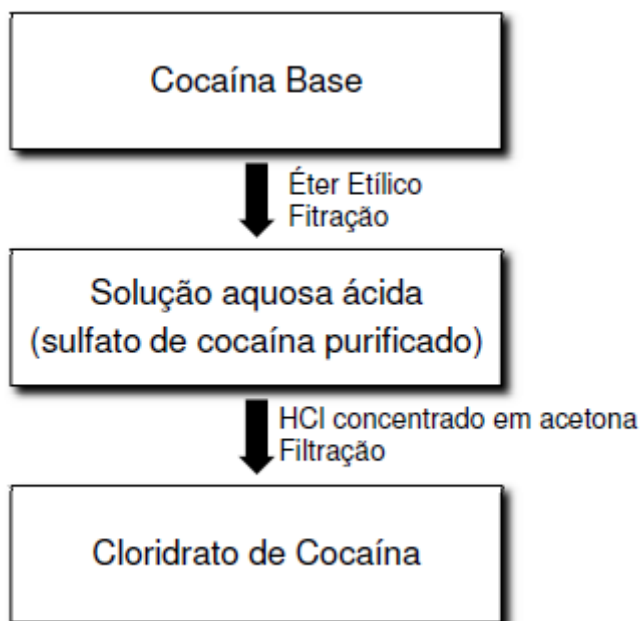 Cocaína Base
Éter Etílico
Fitração
Solução aquosa ácida
(sulfato de cocaína purificado)
HCl concentrado em acetona
Filtração
Cloridrato de Cocaína